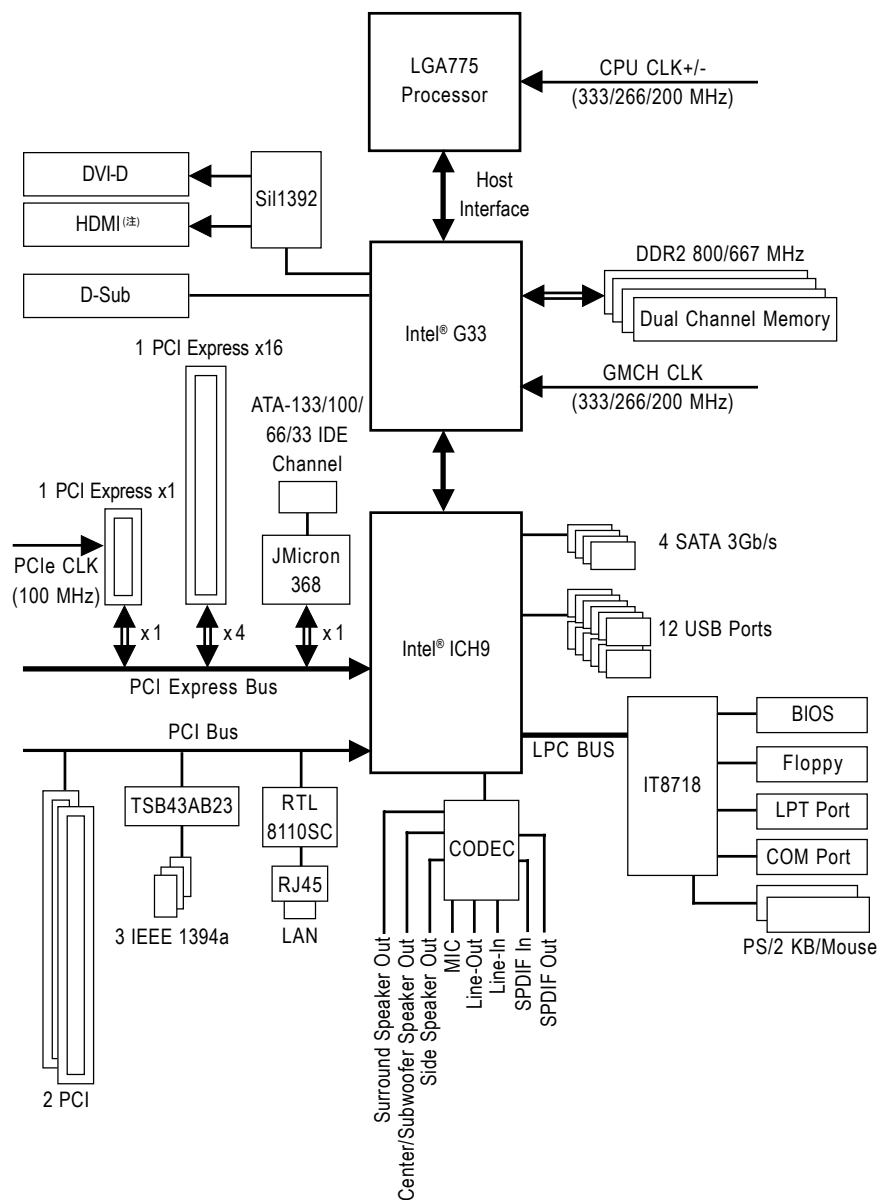 LGA775
Processor
CPU CLK+/-
(333/266/200 MHz)
DVI-D
SiI1392
HDMI(注)
Host
Interface
D-Sub
DDR2 800/667 MHz
Dual Channel Memory
Intel® G33
1 PCI Express x16
GMCH CLK
(333/266/200 MHz)
ATA-133/100/
66/33 IDE
Channel
1 PCI Express x1
PCIe CLK
(100 MHz)
JMicron
368
4 SATA 3Gb/s
x1
x4
x1
Intel® ICH9
12 USB Ports
PCI Express Bus
PCI Bus
LPC BUS
IT8718
BIOS
Floppy
LPT Port
COM Port
PS/2 KB/Mouse
TSB43AB23
RTL
8110SC
CODEC
RJ45
3 IEEE 1394a
LAN
2 PCI
Surround Speaker Out
Center/Subwoofer Speaker Out
Side Speaker Out
MIC
Line-Out
Line-In
SPDIF In
SPDIF Out